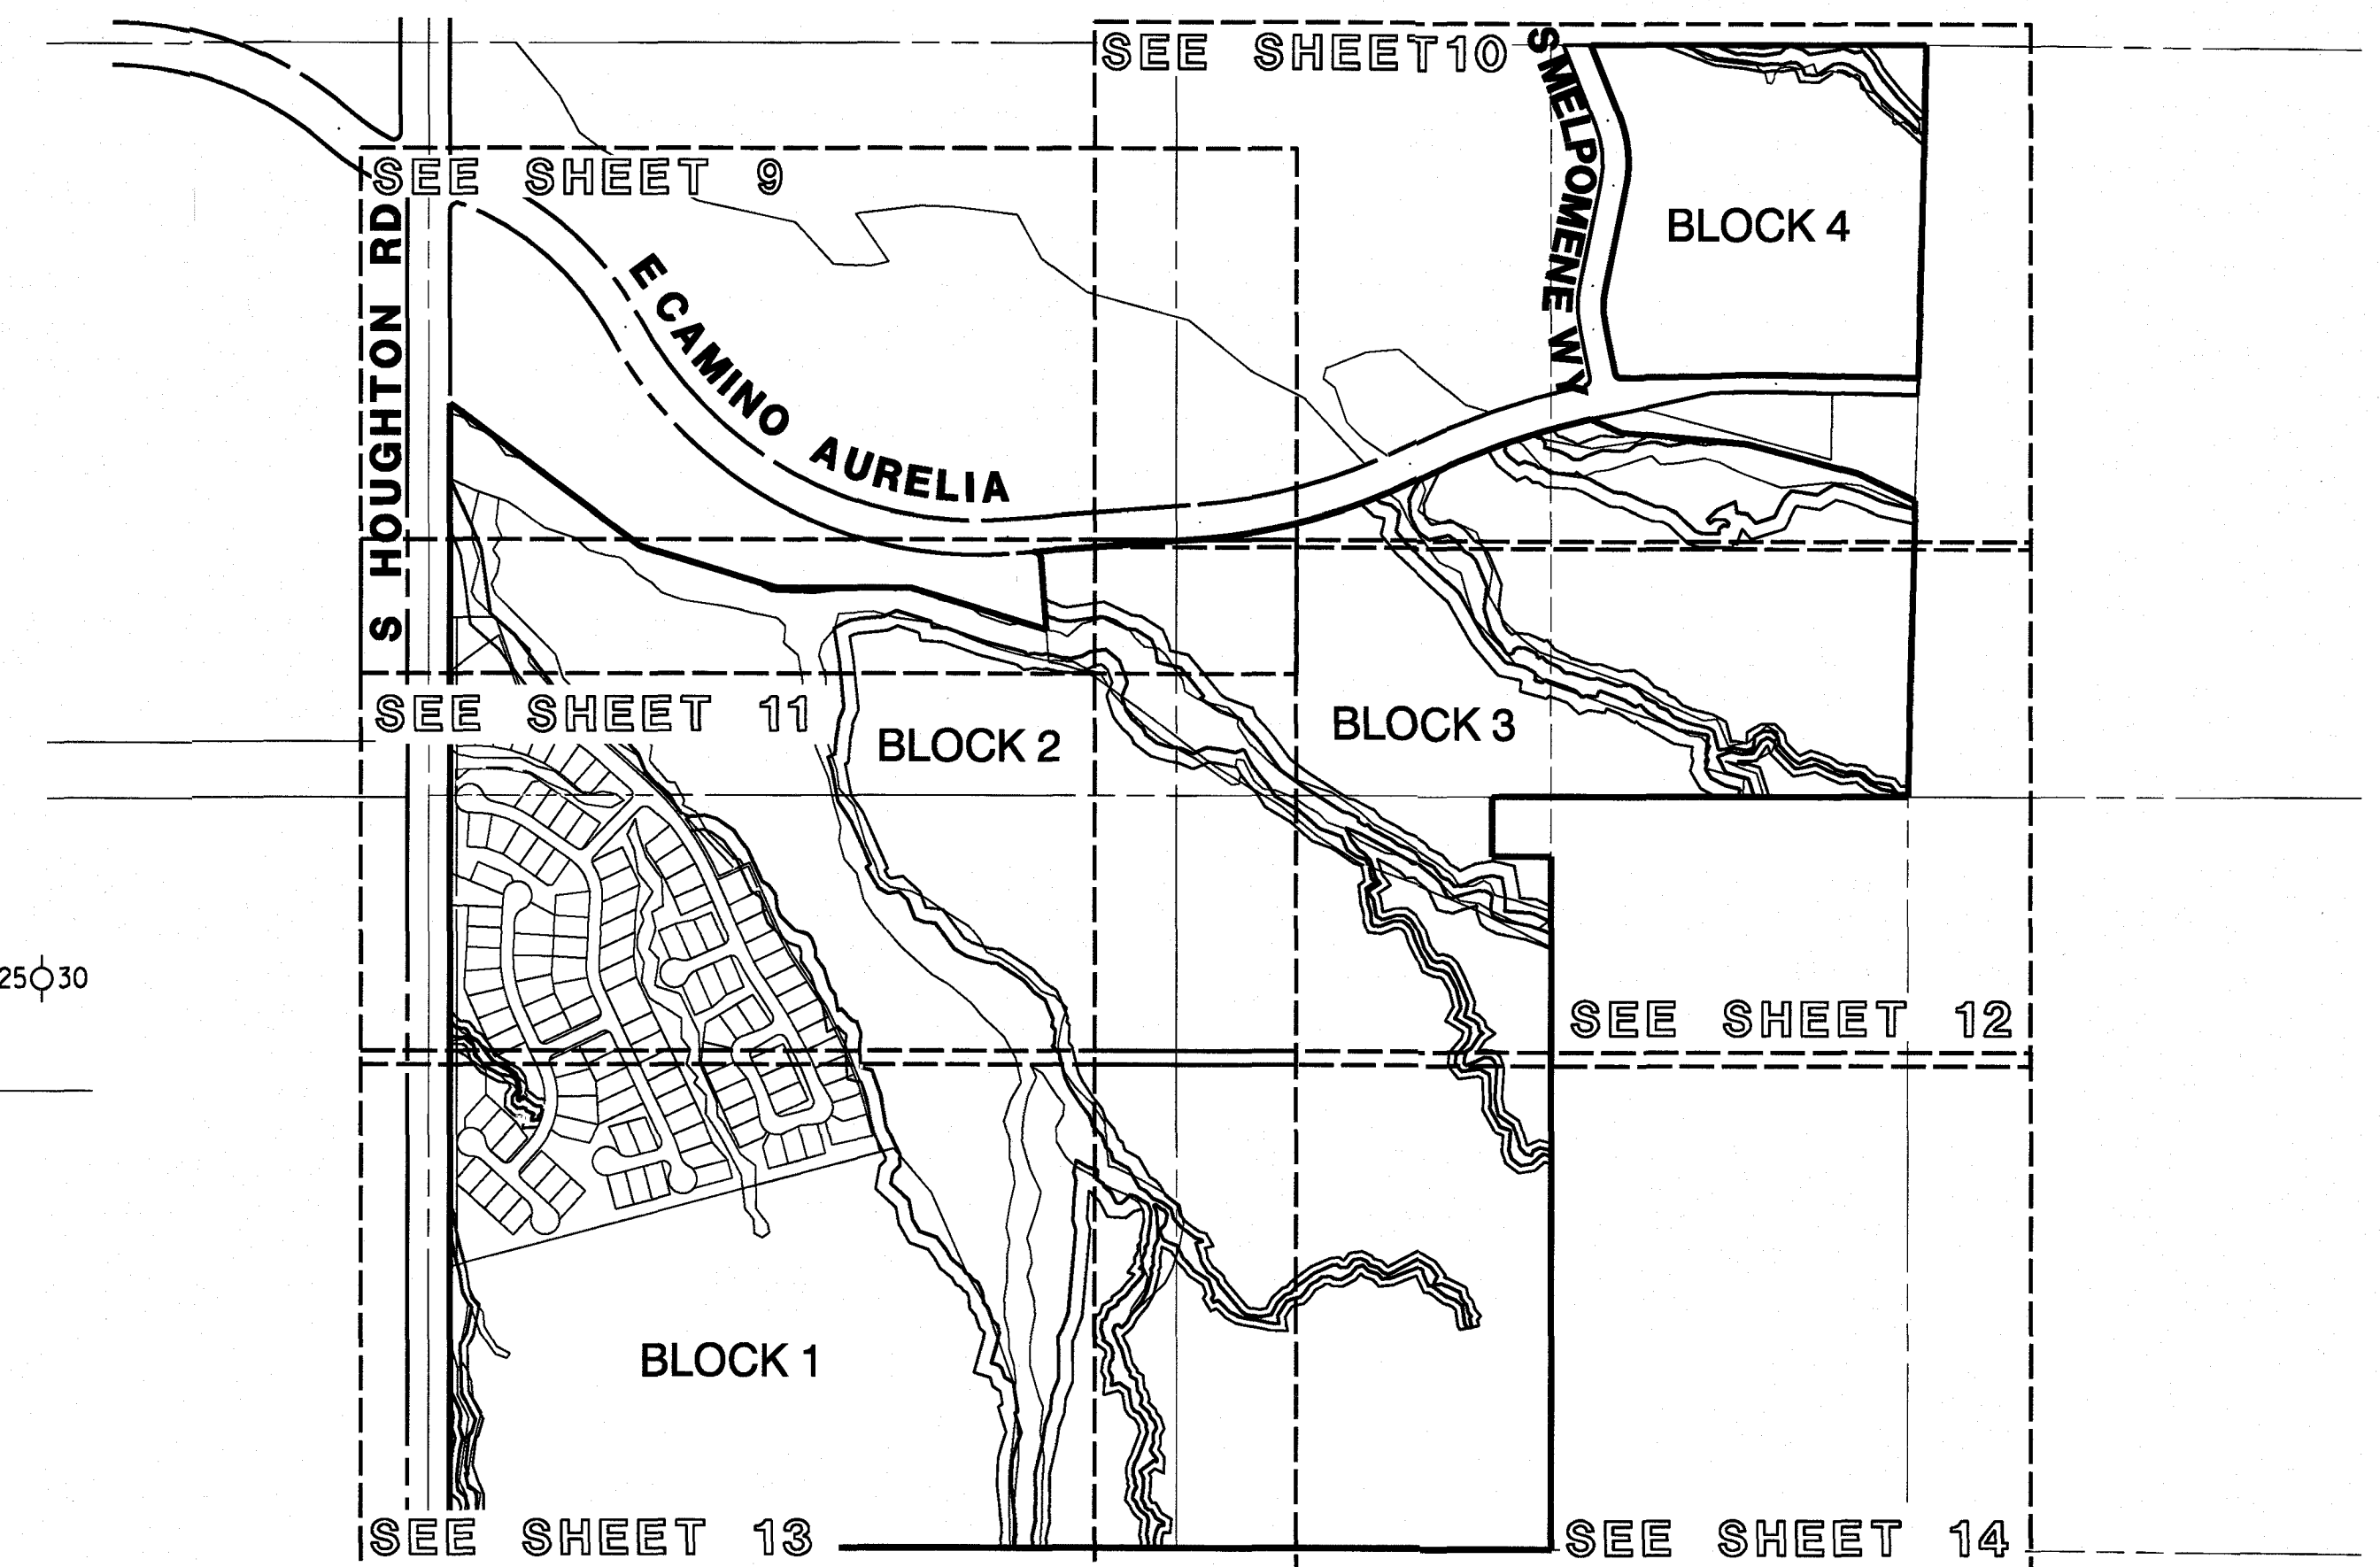 SEE SHEET 10
S MELPOMENE WY
SEE SHEET 9
BLOCK 4
S HOUGHTON RD
E CAMINO AURELIA
SEE SHEET 11
BLOCK 2
BLOCK 3
25 30
SEE SHEET 12
BLOCK 1
SEE SHEET 13
SEE SHEET 14